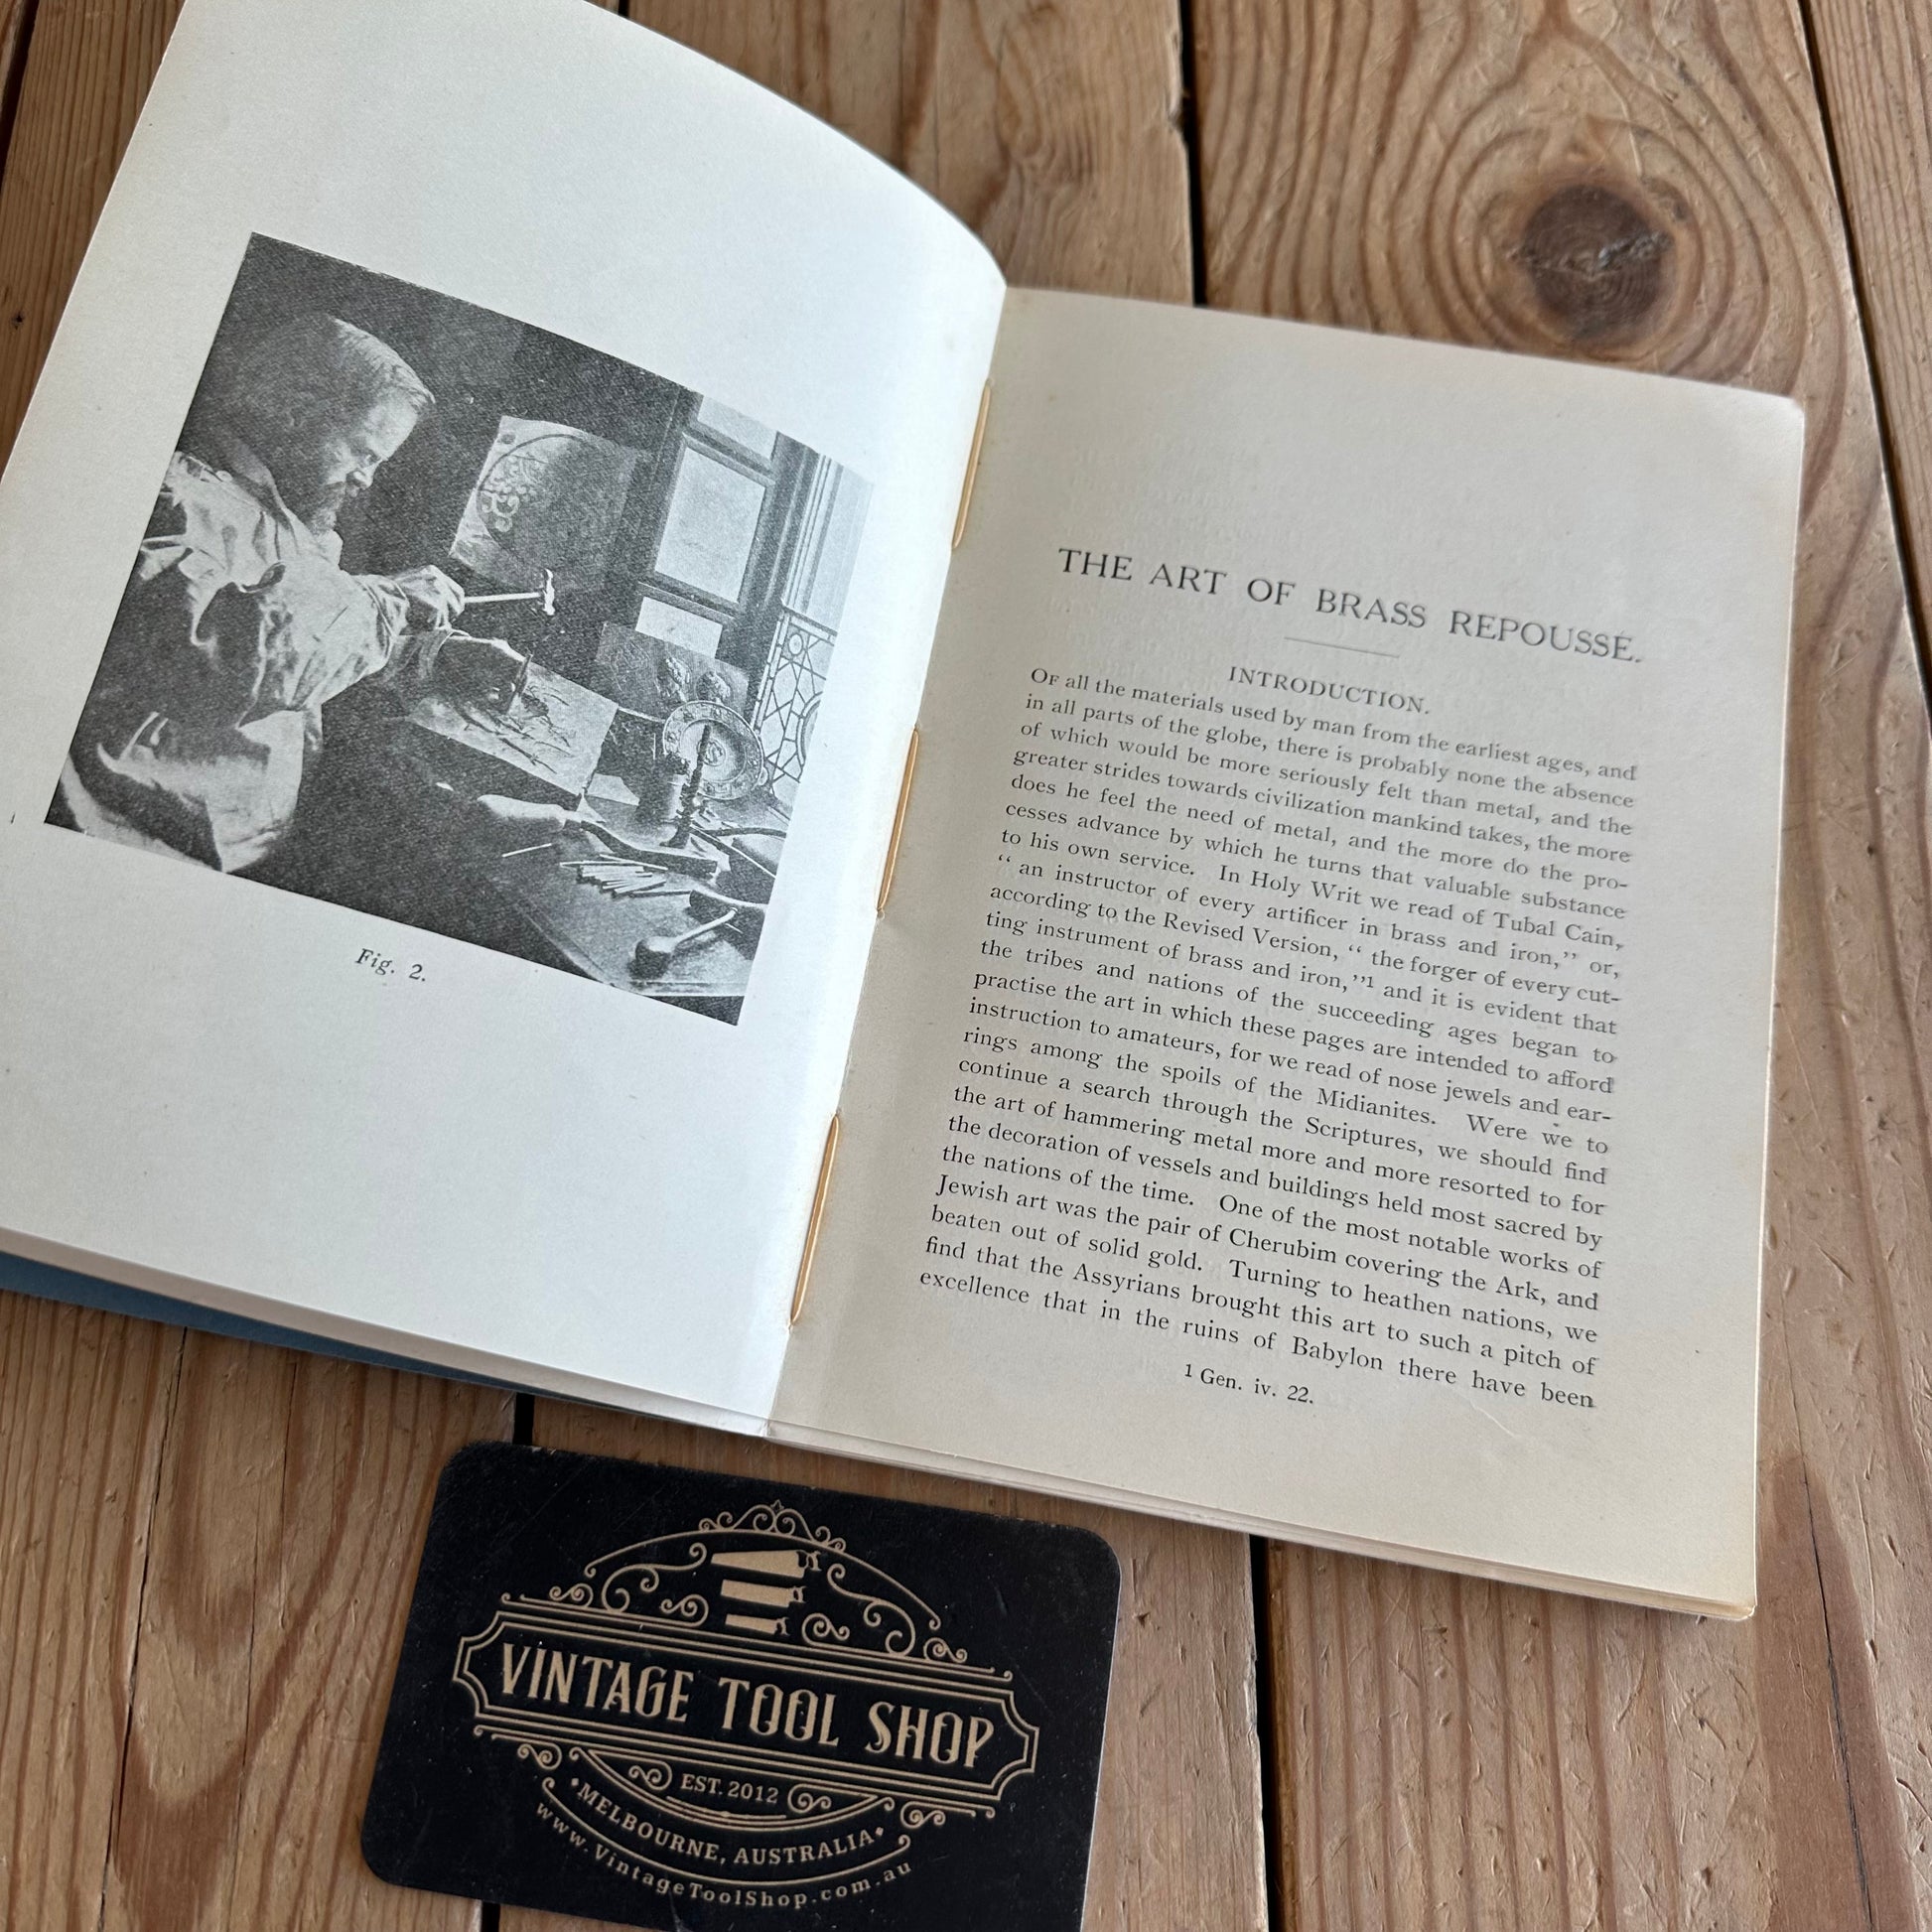 Fig. 2.
THE ART OF BRASS REPOUSSÉ.
INTRODUCTION.
OF all the materials used by man from the earliest ages, and
in all parts of the globe, there is probably none the absence
of which would be more seriously felt than metal, and the
greater strides towards civilization mankind takes, the more
does he feel the need of metal, and the more do the pro-
cesses advance by which he turns that valuable substance
to his own service. In Holy Writ we read of Tubal Cain,
“ an instructor of every artificer in brass and iron,” or,
according to the Revised Version, “ the forger of every cut-
ting instrument of brass and iron,”1 and it is evident that
the tribes and nations of the succeeding ages began to
practise the art in which these pages are intended to afford
instruction to amateurs, for we read of nose jewels and ear-
rings among the spoils of the Midianites. Were we to
continue a search through the Scriptures, we should find
the art of hammering metal more and more resorted to for
the decoration of vessels and buildings held most sacred by
the nations of the time. One of the most notable works of
Jewish art was the pair of Cherubim covering the Ark, and
beaten out of solid gold. Turning to heathen nations, we
find that the Assyrians brought this art to such a pitch of
excellence that in the ruins of Babylon there have been
1 Gen. iv. 22.
VINTAGE TOOL SHOP
EST. 2012
•MELBOURNE, AUSTRALIA•
www.VintageToolShop.com.au